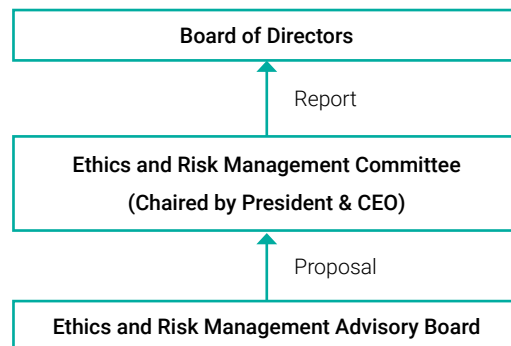 Board of Directors
Report
Ethics and Risk Management Committee
(Chaired by President & CEO)
Proposal
Ethics and Risk Management Advisory Board